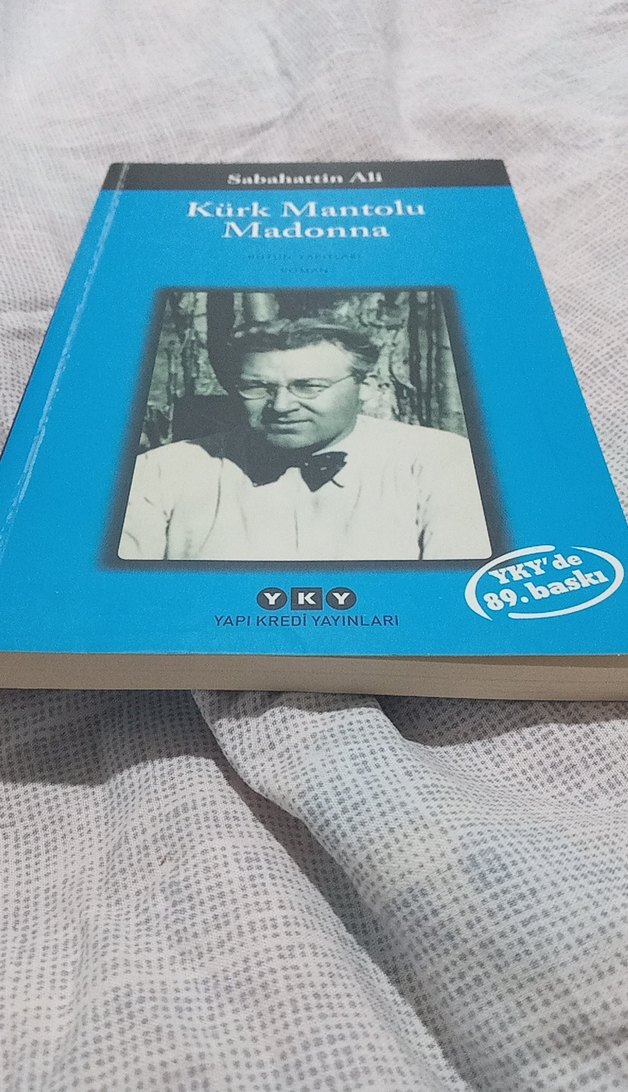 Sabahattin Ali
Kürk Mantolu
Madonna
BÜTÜN YAPITLARI
ROMAN
YKY
YAPI KREDİ YAYINLARI
YKY'de
89. baskı